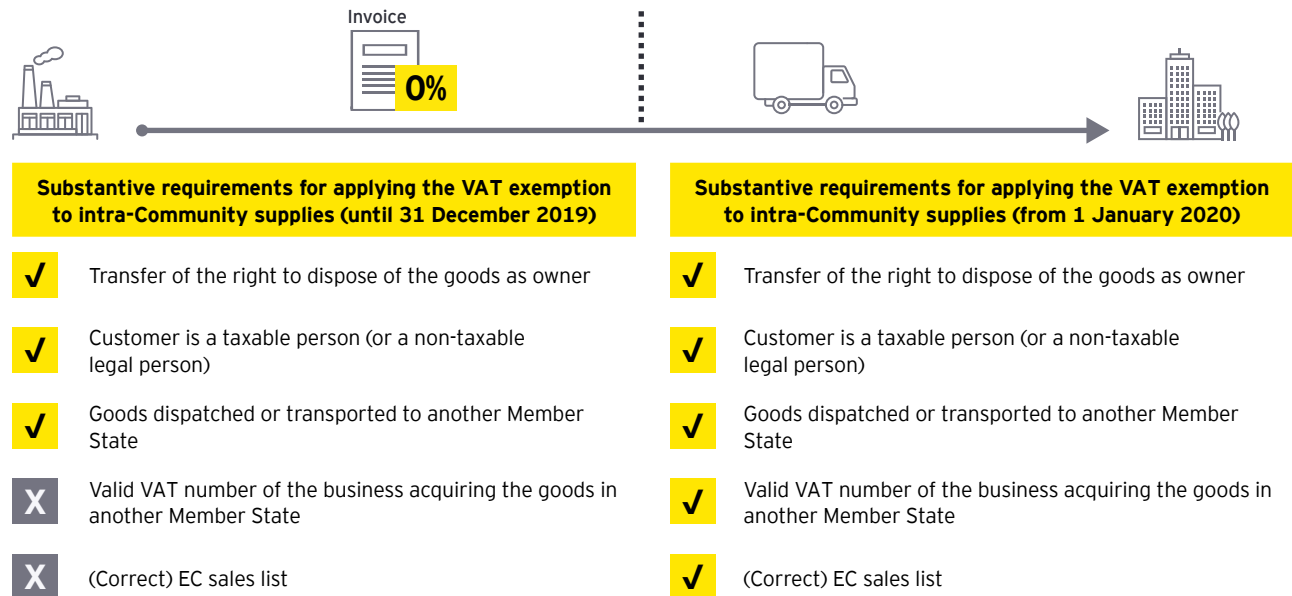 Invoice
0%
Substantive requirements for applying the VAT exemption
to intra-Community supplies (until 31 December 2019)
√ Transfer of the right to dispose of the goods as owner
√ Customer is a taxable person (or a non-taxable
legal person)
√ Goods dispatched or transported to another Member
State
X Valid VAT number of the business acquiring the goods in
another Member State
X (Correct) EC sales list
Substantive requirements for applying the VAT exemption
to intra-Community supplies (from 1 January 2020)
√ Transfer of the right to dispose of the goods as owner
√ Customer is a taxable person (or a non-taxable
legal person)
√ Goods dispatched or transported to another Member
State
√ Valid VAT number of the business acquiring the goods in
another Member State
√ (Correct) EC sales list